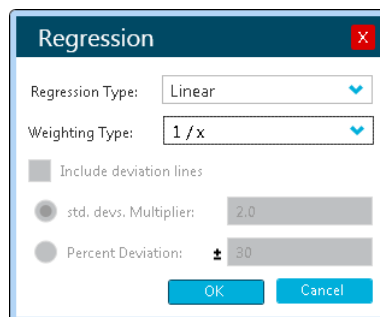 Regression
X
Regression Type: Linear
Weighting Type: 1 / x
Include deviation lines
std. devs. Multiplier: 2.0
Percent Deviation: ± 30
OK Cancel